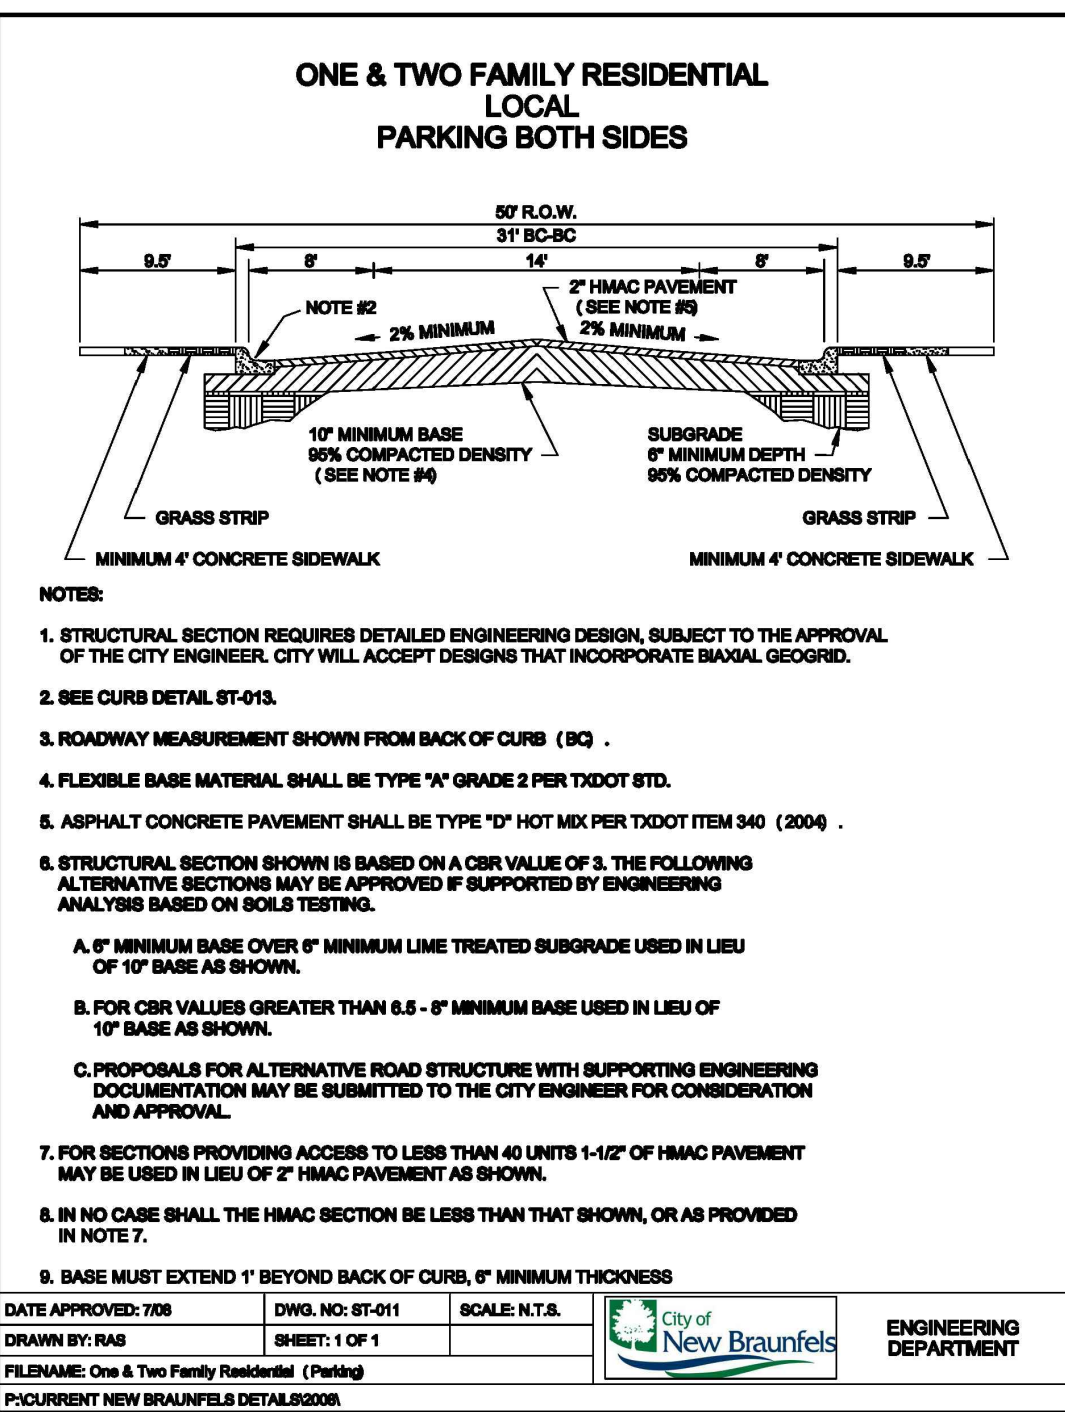 ONE & TWO FAMILY RESIDENTIAL
LOCAL
PARKING BOTH SIDES
50' R.O.W.
31' BC-BC
9.5' 8' 14' 8' 9.5'
2" HMAC PAVEMENT
(SEE NOTE #5)
NOTE #2
2% MINIMUM 2% MINIMUM
10" MINIMUM BASE
95% COMPACTED DENSITY
(SEE NOTE #4)
SUBGRADE
6" MINIMUM DEPTH
95% COMPACTED DENSITY
GRASS STRIP GRASS STRIP
MINIMUM 4' CONCRETE SIDEWALK MINIMUM 4' CONCRETE SIDEWALK
NOTES:
1. STRUCTURAL SECTION REQUIRES DETAILED ENGINEERING DESIGN, SUBJECT TO THE APPROVAL
OF THE CITY ENGINEER. CITY WILL ACCEPT DESIGNS THAT INCORPORATE BIAXIAL GEOGRID.
2. SEE CURB DETAIL ST-013.
3. ROADWAY MEASUREMENT SHOWN FROM BACK OF CURB (BC) .
4. FLEXIBLE BASE MATERIAL SHALL BE TYPE "A" GRADE 2 PER TXDOT STD.
5. ASPHALT CONCRETE PAVEMENT SHALL BE TYPE "D" HOT MIX PER TXDOT ITEM 340 (2004) .
6. STRUCTURAL SECTION SHOWN IS BASED ON A CBR VALUE OF 3. THE FOLLOWING
ALTERNATIVE SECTIONS MAY BE APPROVED IF SUPPORTED BY ENGINEERING
ANALYSIS BASED ON SOILS TESTING.
A. 6" MINIMUM BASE OVER 6" MINIMUM LIME TREATED SUBGRADE USED IN LIEU
OF 10" BASE AS SHOWN.
B. FOR CBR VALUES GREATER THAN 6.5 - 8" MINIMUM BASE USED IN LIEU OF
10" BASE AS SHOWN.
C. PROPOSALS FOR ALTERNATIVE ROAD STRUCTURE WITH SUPPORTING ENGINEERING
DOCUMENTATION MAY BE SUBMITTED TO THE CITY ENGINEER FOR CONSIDERATION
AND APPROVAL.
7. FOR SECTIONS PROVIDING ACCESS TO LESS THAN 40 UNITS 1-1/2" OF HMAC PAVEMENT
MAY BE USED IN LIEU OF 2" HMAC PAVEMENT AS SHOWN.
8. IN NO CASE SHALL THE HMAC SECTION BE LESS THAN THAT SHOWN, OR AS PROVIDED
IN NOTE 7.
9. BASE MUST EXTEND 1' BEYOND BACK OF CURB, 6" MINIMUM THICKNESS
DATE APPROVED: 7/08 DWG. NO: ST-011 SCALE: N.T.S.
DRAWN BY: RAS SHEET: 1 OF 1
FILENAME: One & Two Family Residential (Parking)
P:\CURRENT NEW BRAUNFELS DETAILS\2008\
City of
New Braunfels
ENGINEERING
DEPARTMENT